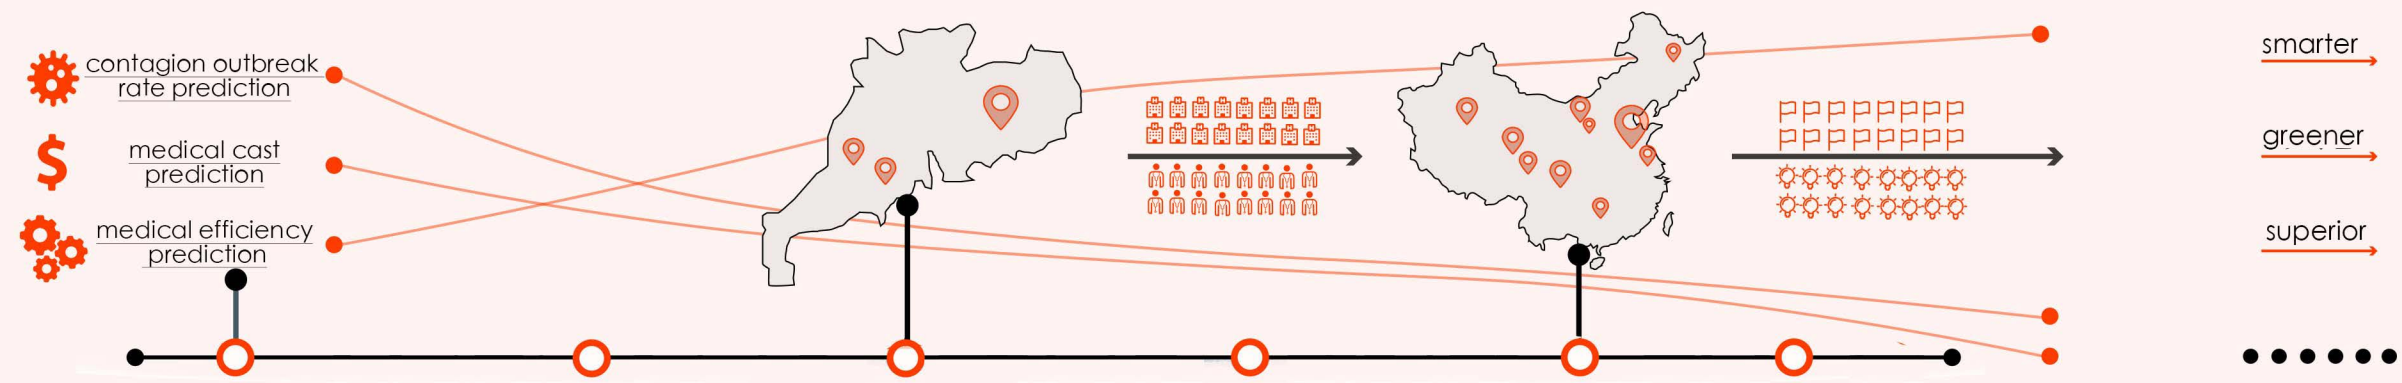 contagion outbreak
rate prediction
medical cast
prediction
medical efficiency
prediction
smarter
greener
superior